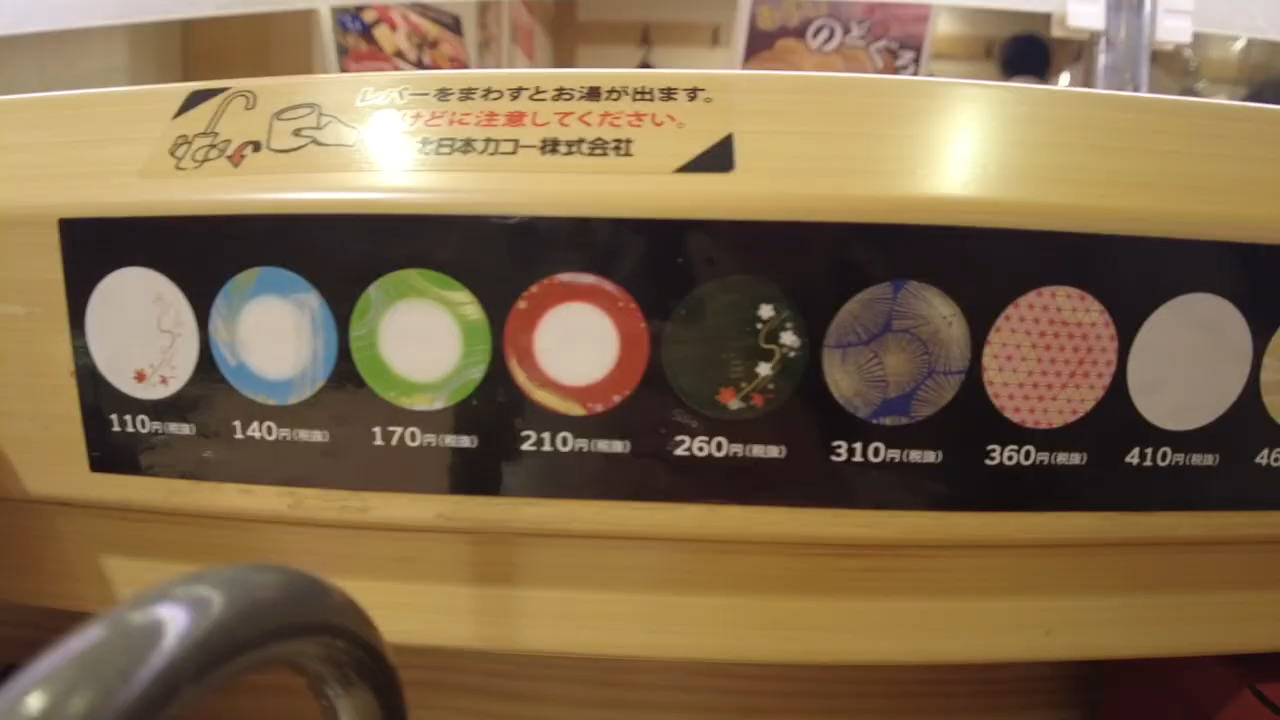 のどぐろ
レバーをまわすとお湯が出ます。
けどに注意してください。
日本カコー株式会社
110円(税抜)
140円(税抜)
170円(税抜)
210円(税抜)
260円(税抜)
310円(税抜)
360円(税抜)
410円(税抜)
46